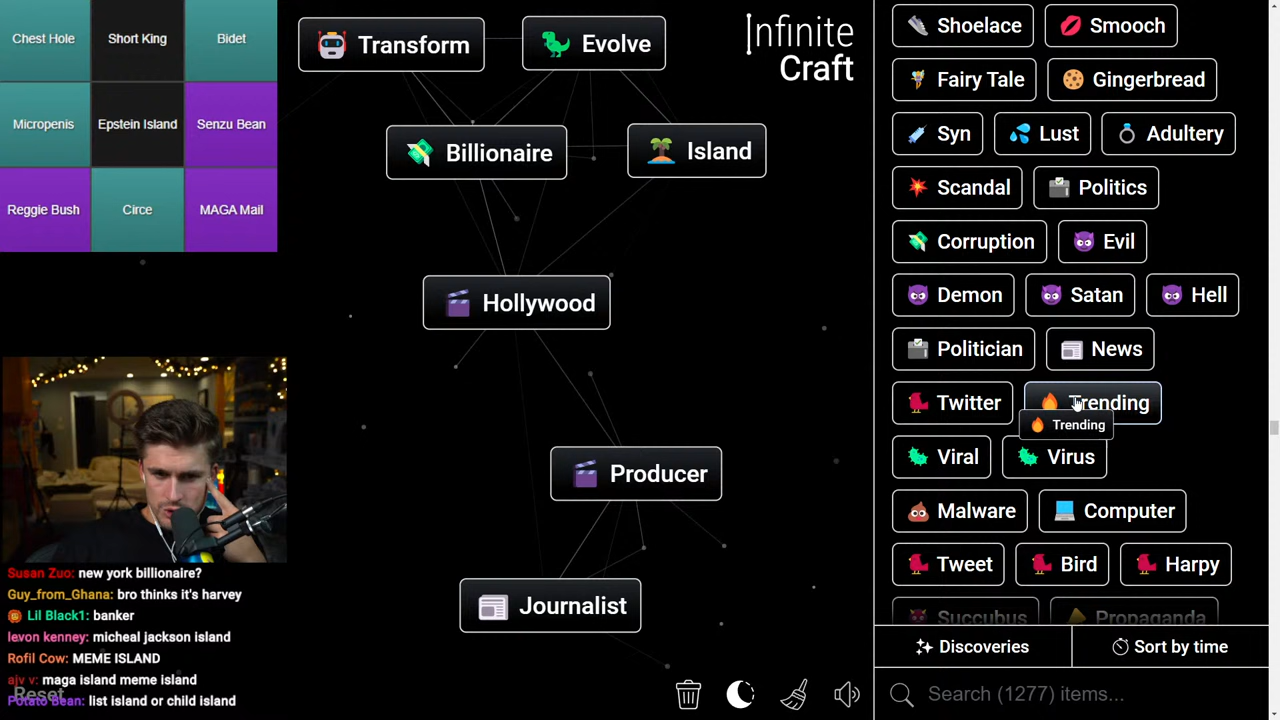 Chest Hole
Short King
Bidet
Micropenis
Epstein Island
Senzu Bean
Reggie Bush
Circe
MAGA Mail
Susan Zuo: new york billionaire?
Guy_from_Ghana: bro thinks it's harvey
Lil Black1: banker
levon kenney: micheal jackson island
Rofil Cow: MEME ISLAND
ajv v: maga island meme island
Potato Bean: list island or child island
Reset
Transform
Evolve
Billionaire
Island
Hollywood
Producer
Journalist
Infinite
Craft
Shoelace
Smooch
Fairy Tale
Gingerbread
Syn
Lust
Adultery
Scandal
Politics
Corruption
Evil
Demon
Satan
Hell
Politician
News
Twitter
Trending
Trending
Viral
Virus
Malware
Computer
Tweet
Bird
Harpy
Succubus
Propaganda
Discoveries
Sort by time
Search (1277) items...